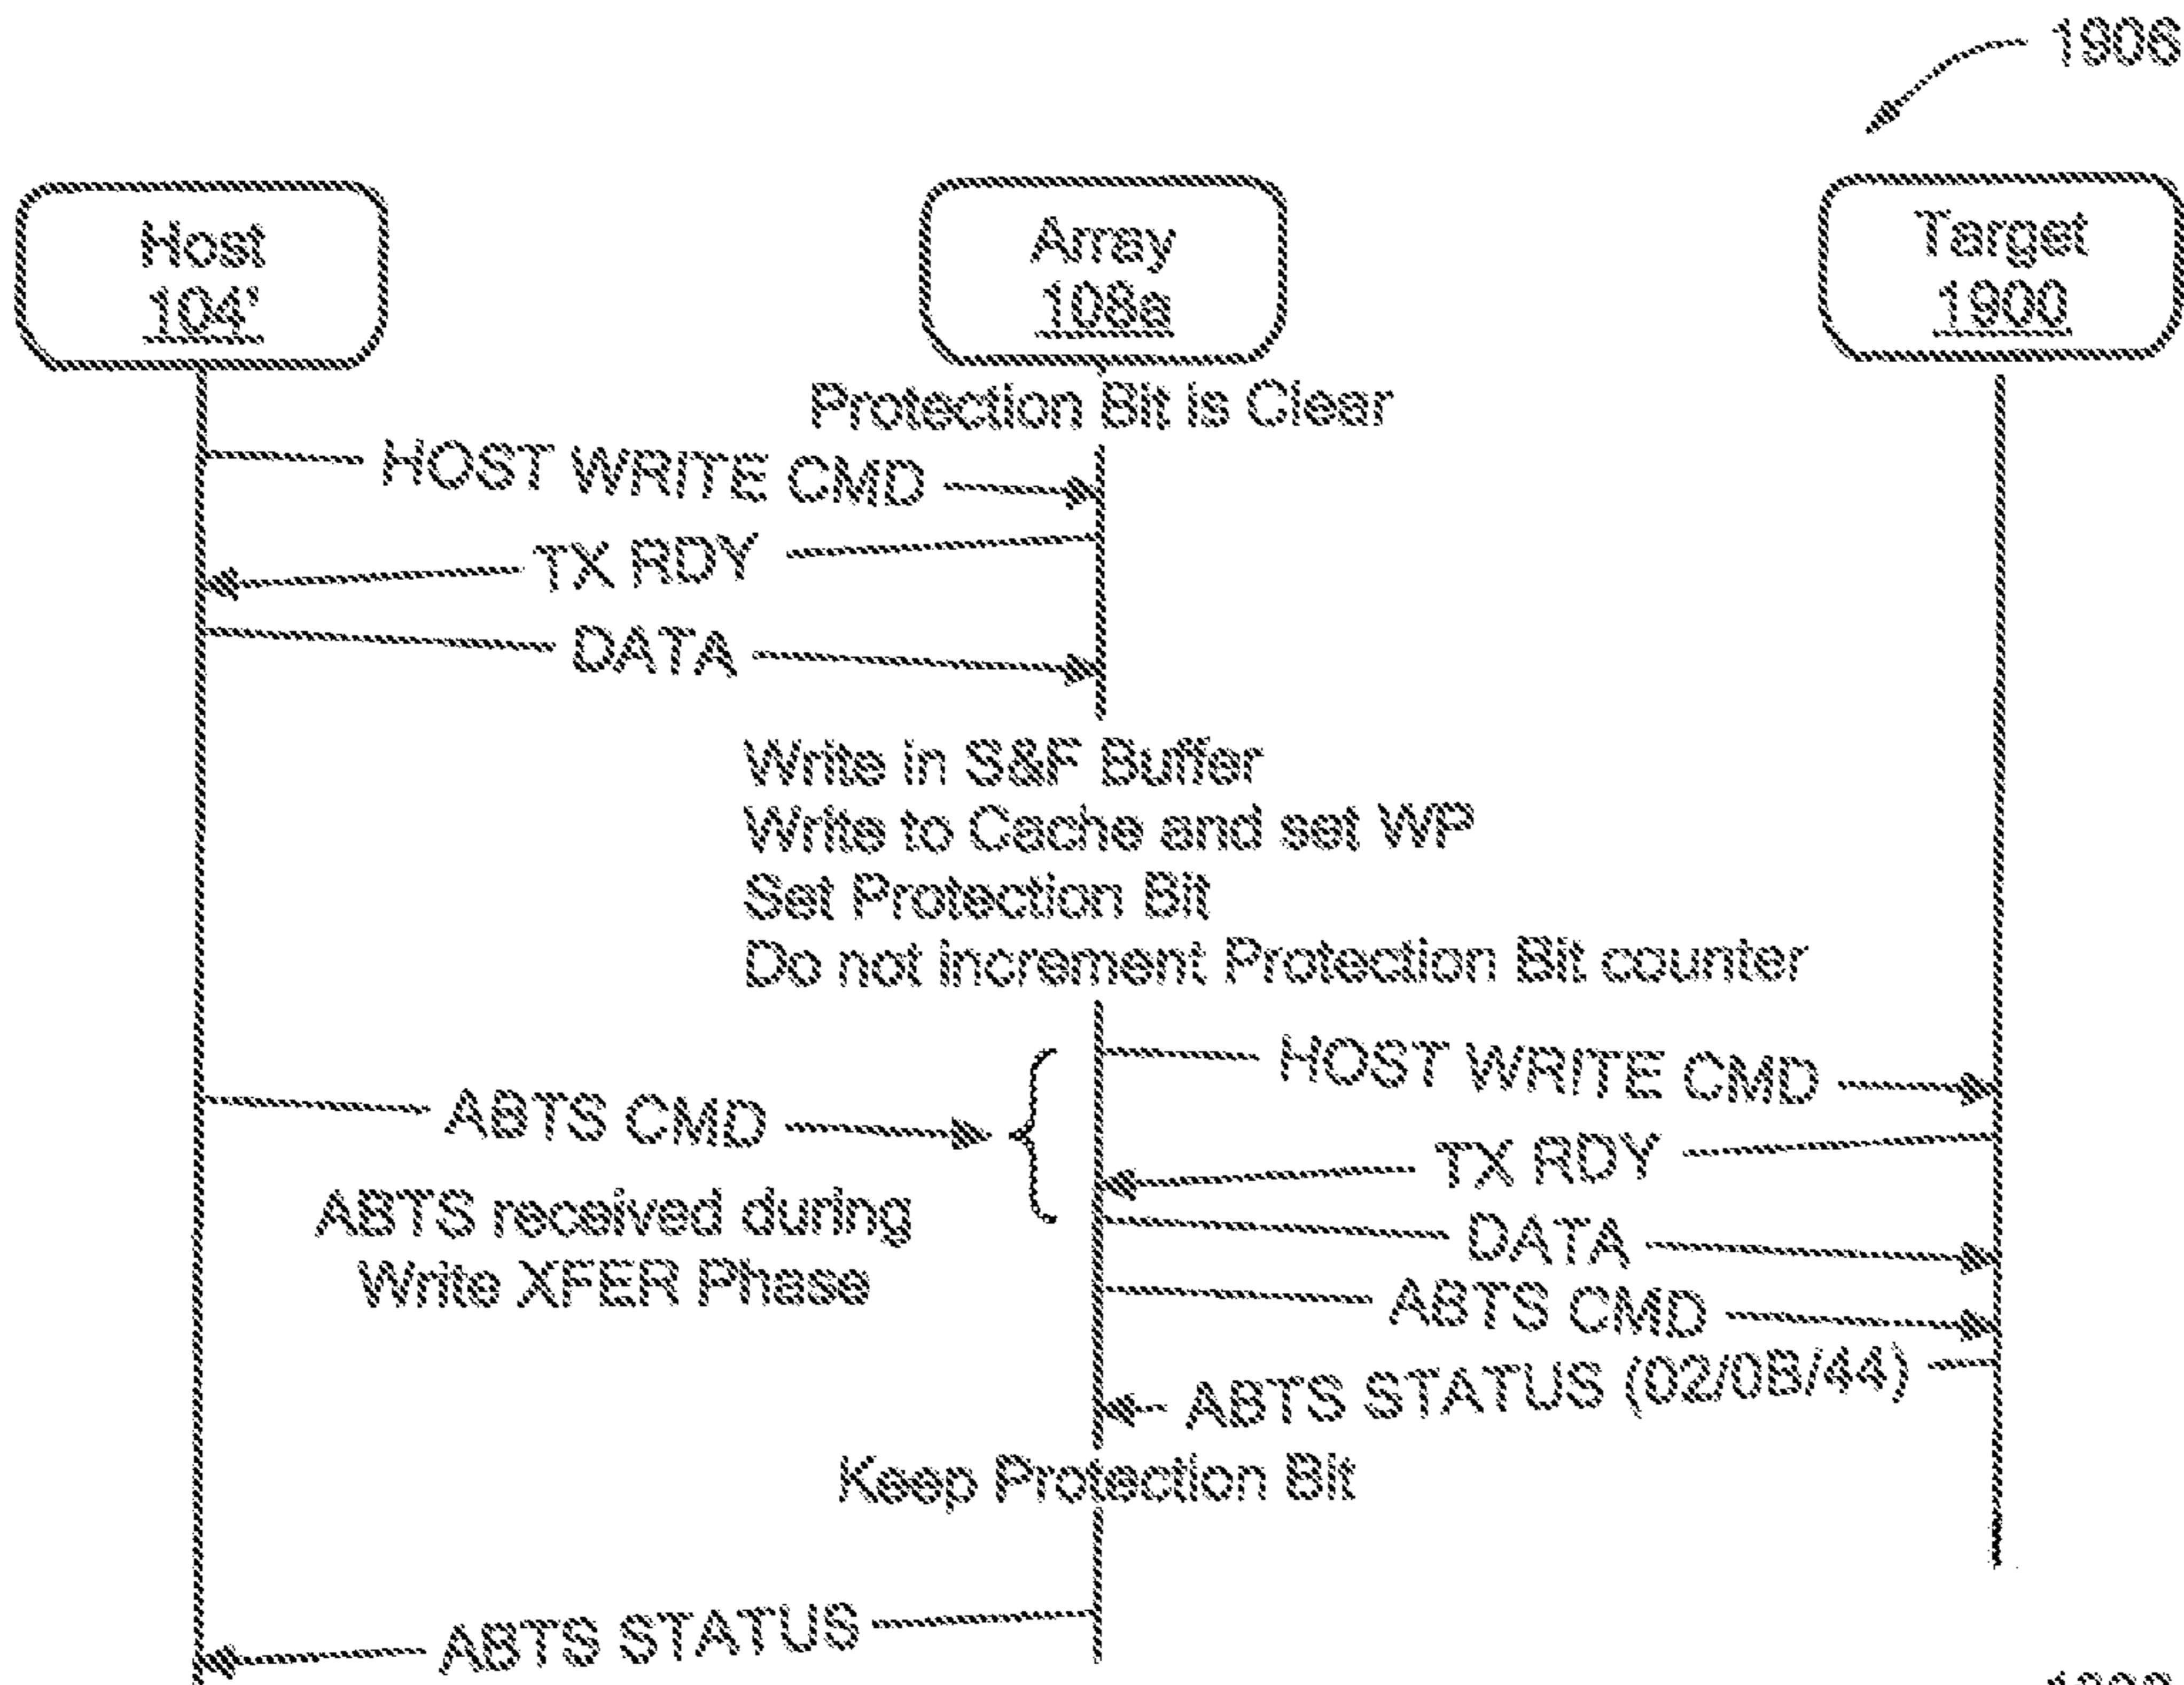 1906
Host
104'
Array
108a
Target
1900
Protection Bit is Clear
HOST WRITE CMD
TX RDY
DATA
Write in S&F Buffer
Write to Cache and set WP
Set Protection Bit
Do not increment Protection Bit counter
HOST WRITE CMD
ABTS CMD
TX RDY
ABTS received during
Write XFER Phase
DATA
ABTS CMD
ABTS STATUS (02/0B/44)
Keep Protection Bit
ABTS STATUS